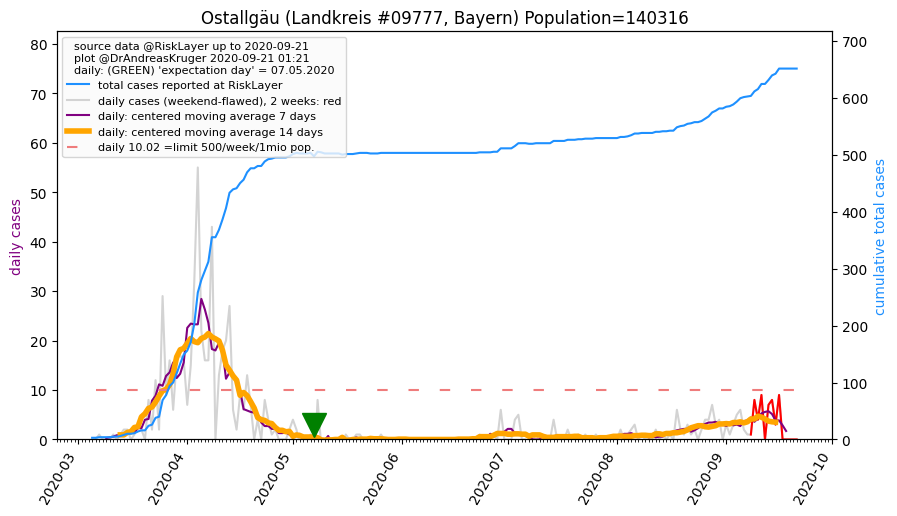 Ostallgäu (Landkreis #09777, Bayern) Population=140316
source data @RiskLayer up to 2020-09-21
plot @DrAndreasKruger 2020-09-21 01:21
daily: (GREEN) 'expectation day' = 07.05.2020
total cases reported at RiskLayer
daily cases (weekend-flawed), 2 weeks: red
daily: centered moving average 7 days
daily: centered moving average 14 days
daily 10.02 =limit 500/week/1mio pop.
daily cases
80
70
60
50
40
30
20
10
0
cumulative total cases
700
600
500
400
300
200
100
0
2020-03
2020-04
2020-05
2020-06
2020-07
2020-08
2020-09
2020-10